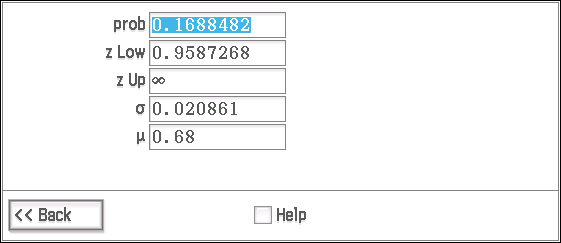 prob 0.1688482
z Low 0.9587268
z Up ∞
σ 0.020861
μ 0.68
<< Back Help